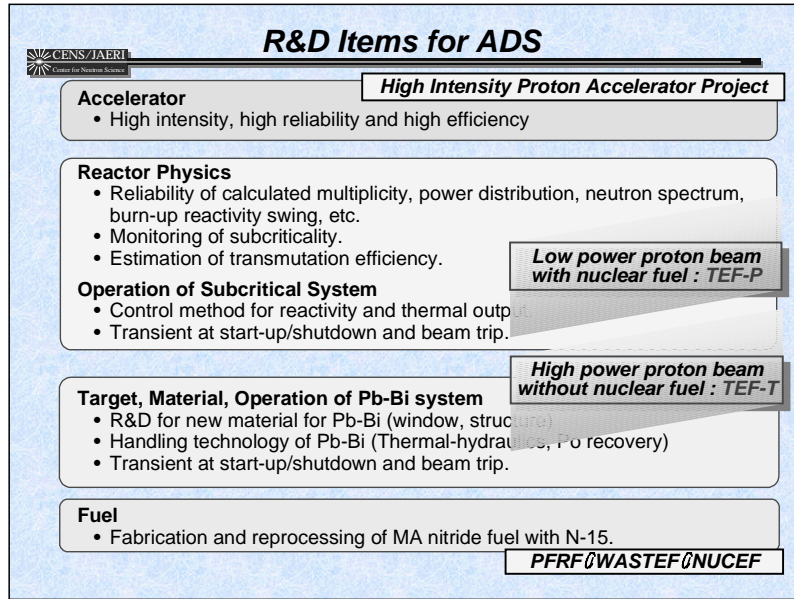 R&D Items for ADS
CENS/JAERI
Center for Neutron Science
High Intensity Proton Accelerator Project
Accelerator
• High intensity, high reliability and high efficiency
Reactor Physics
• Reliability of calculated multiplicity, power distribution, neutron spectrum,
burn-up reactivity swing, etc.
• Monitoring of subcriticality.
• Estimation of transmutation efficiency.
Low power proton beam
with nuclear fuel : TEF-P
Operation of Subcritical System
• Control method for reactivity and thermal output.
• Transient at start-up/shutdown and beam trip.
High power proton beam
without nuclear fuel : TEF-T
Target, Material, Operation of Pb-Bi system
• R&D for new material for Pb-Bi (window, structure)
• Handling technology of Pb-Bi (Thermal-hydraulics, Po recovery)
• Transient at start-up/shutdown and beam trip.
Fuel
• Fabrication and reprocessing of MA nitride fuel with N-15.
PFRF WASTEF NUCEF